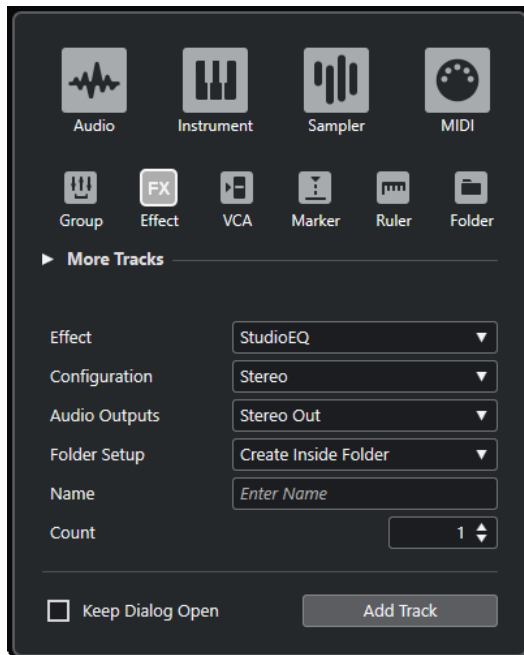 Audio Instrument Sampler MIDI
FX
Group Effect VCA Marker Ruler Folder
More Tracks
Effect StudioEQ
Configuration Stereo
Audio Outputs Stereo Out
Folder Setup Create Inside Folder
Name Enter Name
Count 1
Keep Dialog Open Add Track